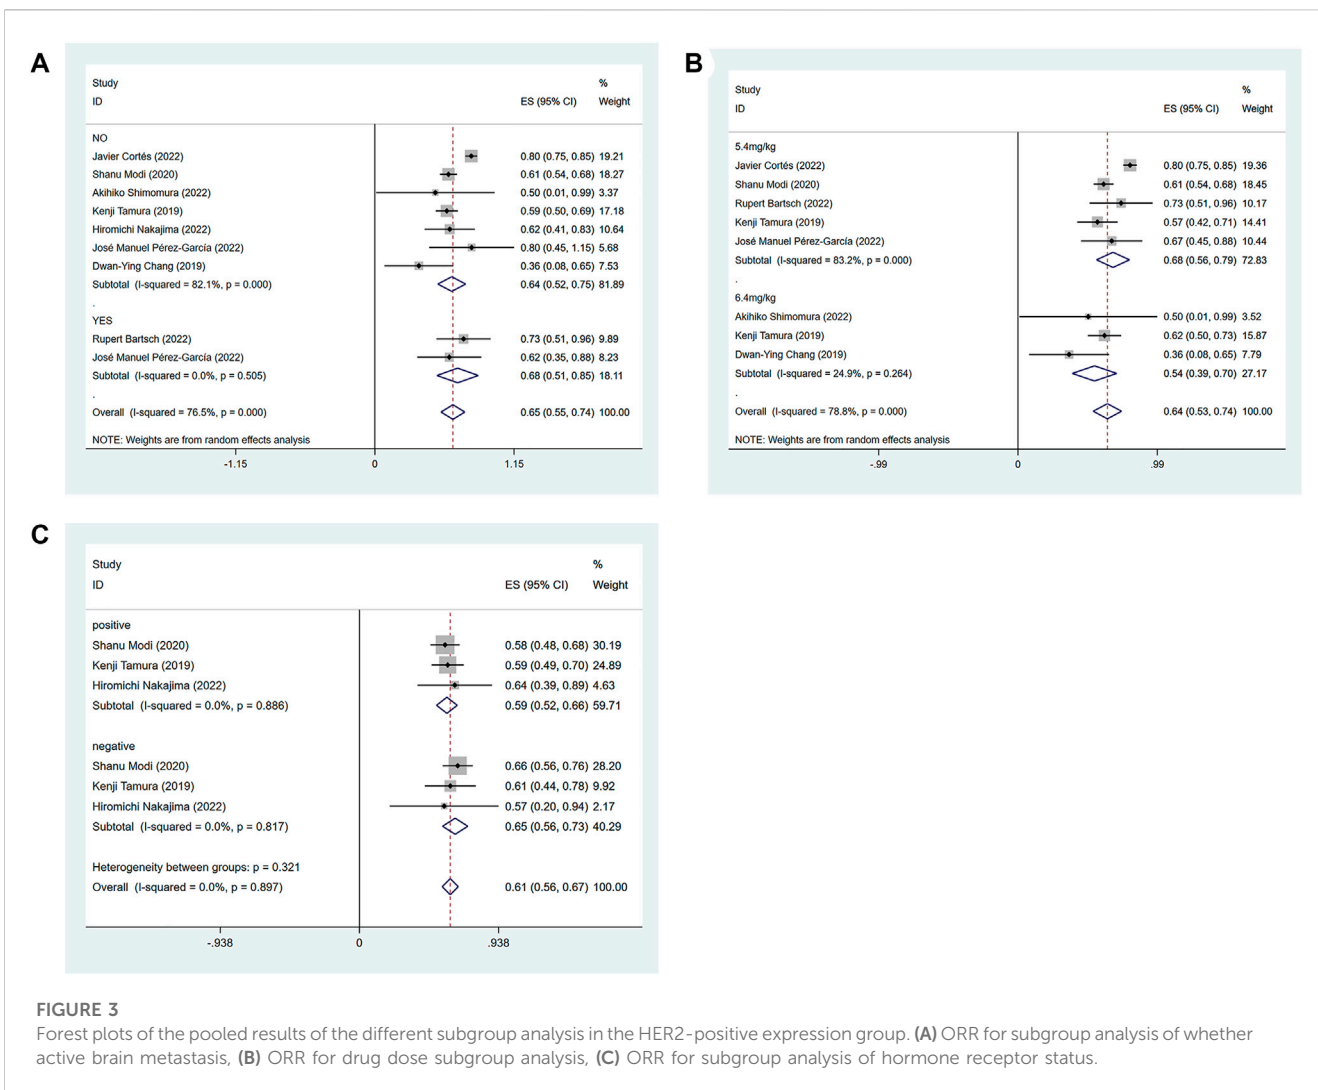 A
Study
%
ID
ES (95% CI)
Weight
NO
Javier Cortés (2022)
0.80 (0.75, 0.85) 19.21
Shanu Modi (2020)
0.61 (0.54, 0.68) 18.27
Akihiko Shimomura (2022)
0.50 (0.01, 0.99) 3.37
Kenji Tamura (2019)
0.59 (0.50, 0.69) 17.18
Hiromichi Nakajima (2022)
0.62 (0.41, 0.83) 10.64
José Manuel Pérez-García (2022)
0.80 (0.45, 1.15) 5.68
Dwan-Ying Chang (2019)
0.36 (0.08, 0.65) 7.53
Subtotal (I-squared = 82.1%, p = 0.000)
0.64 (0.52, 0.75) 81.89
.
YES
Rupert Bartsch (2022)
0.73 (0.51, 0.96) 9.89
José Manuel Pérez-García (2022)
0.62 (0.35, 0.88) 8.23
Subtotal (I-squared = 0.0%, p = 0.505)
0.68 (0.51, 0.85) 18.11
.
Overall (I-squared = 76.5%, p = 0.000)
0.65 (0.55, 0.74) 100.00
NOTE: Weights are from random effects analysis
-1.15
0
1.15
B
Study
%
ID
ES (95% CI)
Weight
5.4mg/kg
Javier Cortés (2022)
0.80 (0.75, 0.85) 19.36
Shanu Modi (2020)
0.61 (0.54, 0.68) 18.45
Rupert Bartsch (2022)
0.73 (0.51, 0.96) 10.17
Kenji Tamura (2019)
0.57 (0.42, 0.71) 14.41
José Manuel Pérez-García (2022)
0.67 (0.45, 0.88) 10.44
Subtotal (I-squared = 83.2%, p = 0.000)
0.68 (0.56, 0.79) 72.83
.
6.4mg/kg
Akihiko Shimomura (2022)
0.50 (0.01, 0.99) 3.52
Kenji Tamura (2019)
0.62 (0.50, 0.73) 15.87
Dwan-Ying Chang (2019)
0.36 (0.08, 0.65) 7.79
Subtotal (I-squared = 24.9%, p = 0.264)
0.54 (0.39, 0.70) 27.17
.
Overall (I-squared = 78.8%, p = 0.000)
0.64 (0.53, 0.74) 100.00
NOTE: Weights are from random effects analysis
-.99
0
.99
C
Study
%
ID
ES (95% CI)
Weight
positive
Shanu Modi (2020)
0.58 (0.48, 0.68) 30.19
Kenji Tamura (2019)
0.59 (0.49, 0.70) 24.89
Hiromichi Nakajima (2022)
0.64 (0.39, 0.89) 4.63
Subtotal (I-squared = 0.0%, p = 0.886)
0.59 (0.52, 0.66) 59.71
negative
Shanu Modi (2020)
0.66 (0.56, 0.76) 28.20
Kenji Tamura (2019)
0.61 (0.44, 0.78) 9.92
Hiromichi Nakajima (2022)
0.57 (0.20, 0.94) 2.17
Subtotal (I-squared = 0.0%, p = 0.817)
0.65 (0.56, 0.73) 40.29
Heterogeneity between groups: p = 0.321
Overall (I-squared = 0.0%, p = 0.897)
0.61 (0.56, 0.67) 100.00
-.938
0
.938
FIGURE 3
Forest plots of the pooled results of the different subgroup analysis in the HER2-positive expression group. (A) ORR for subgroup analysis of whether
active brain metastasis, (B) ORR for drug dose subgroup analysis, (C) ORR for subgroup analysis of hormone receptor status.